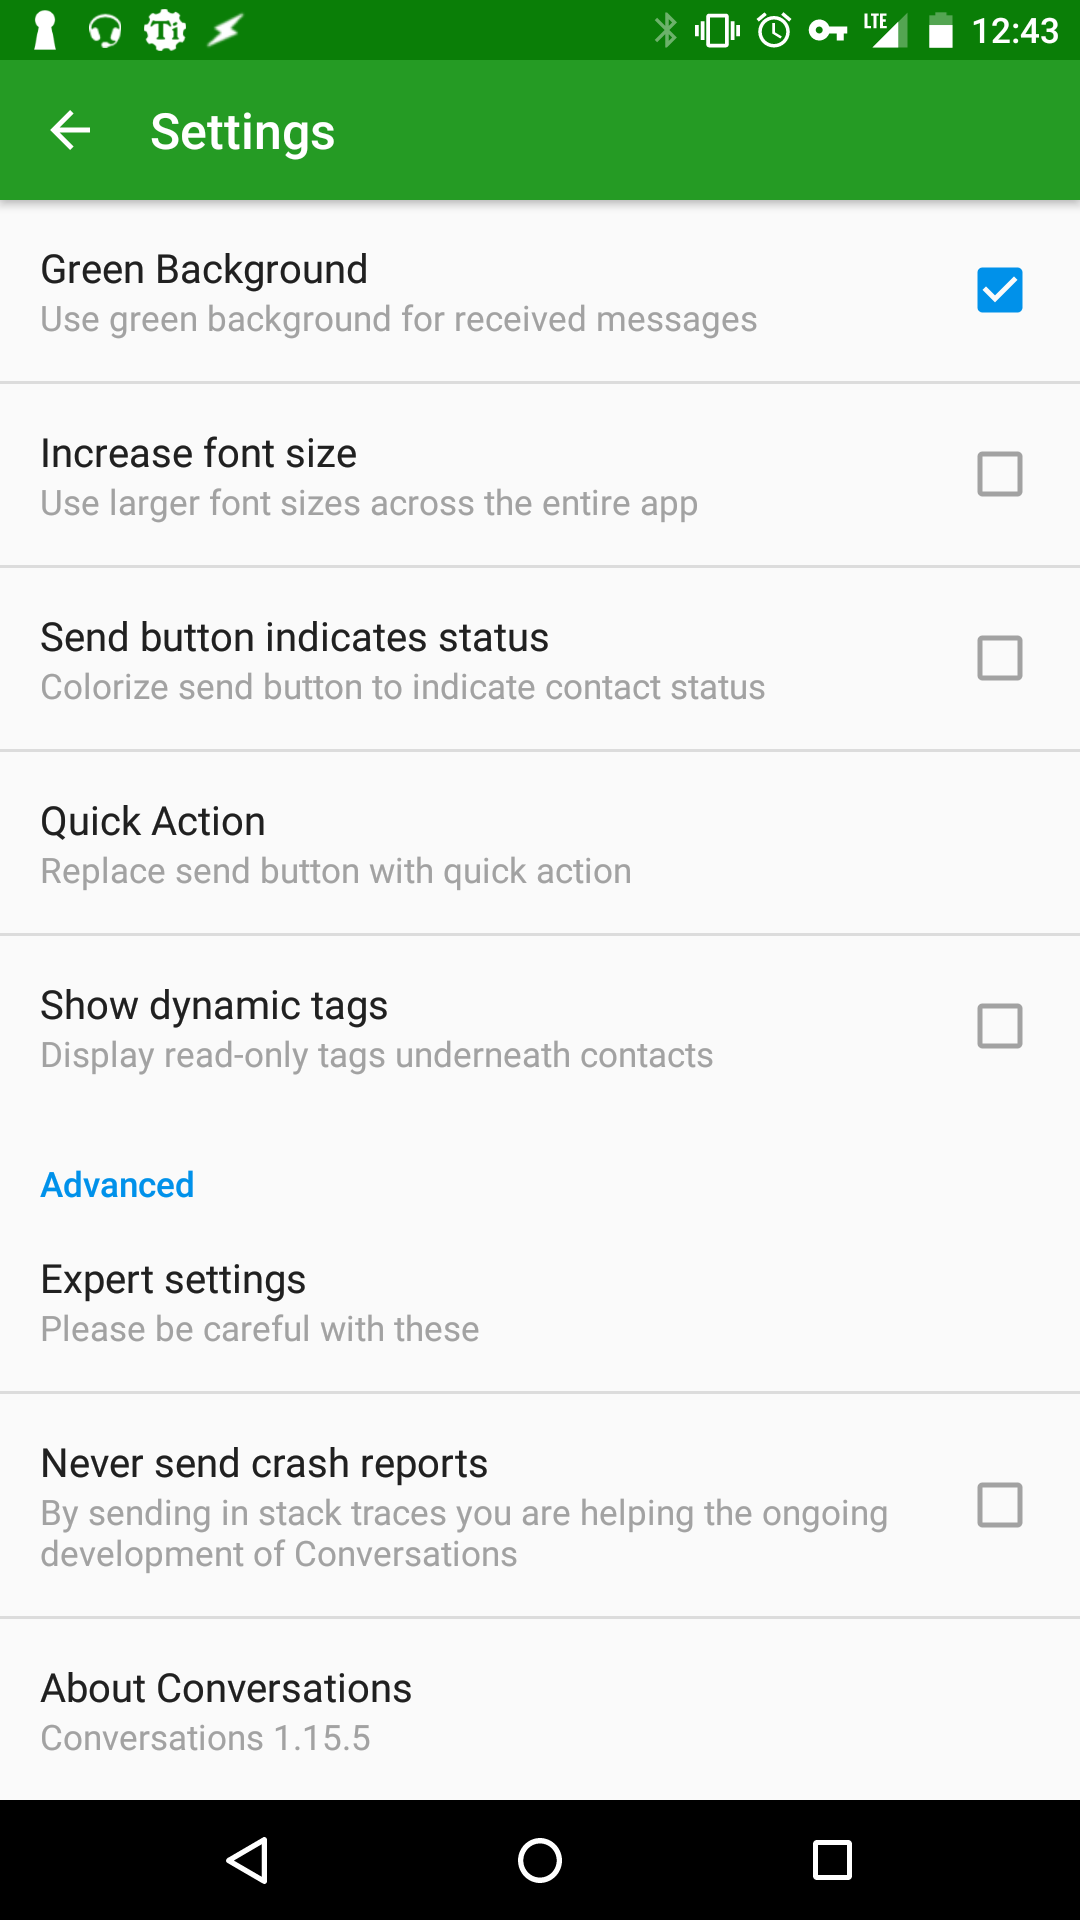 Ti
LTE
12:43
Settings
Green Background
Use green background for received messages
Increase font size
Use larger font sizes across the entire app
Send button indicates status
Colorize send button to indicate contact status
Quick Action
Replace send button with quick action
Show dynamic tags
Display read-only tags underneath contacts
Advanced
Expert settings
Please be careful with these
Never send crash reports
By sending in stack traces you are helping the ongoing
development of Conversations
About Conversations
Conversations 1.15.5